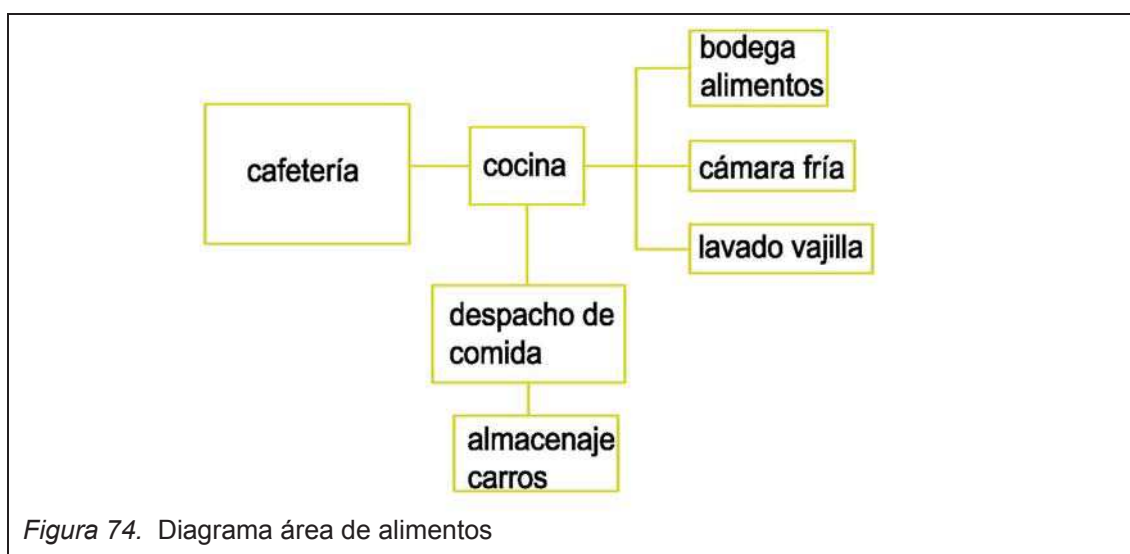 bodega
alimentos
cafetería
cocina
cámara fría
lavado vajilla
despacho de
comida
almacenaje
carros
Figura 74. Diagrama área de alimentos